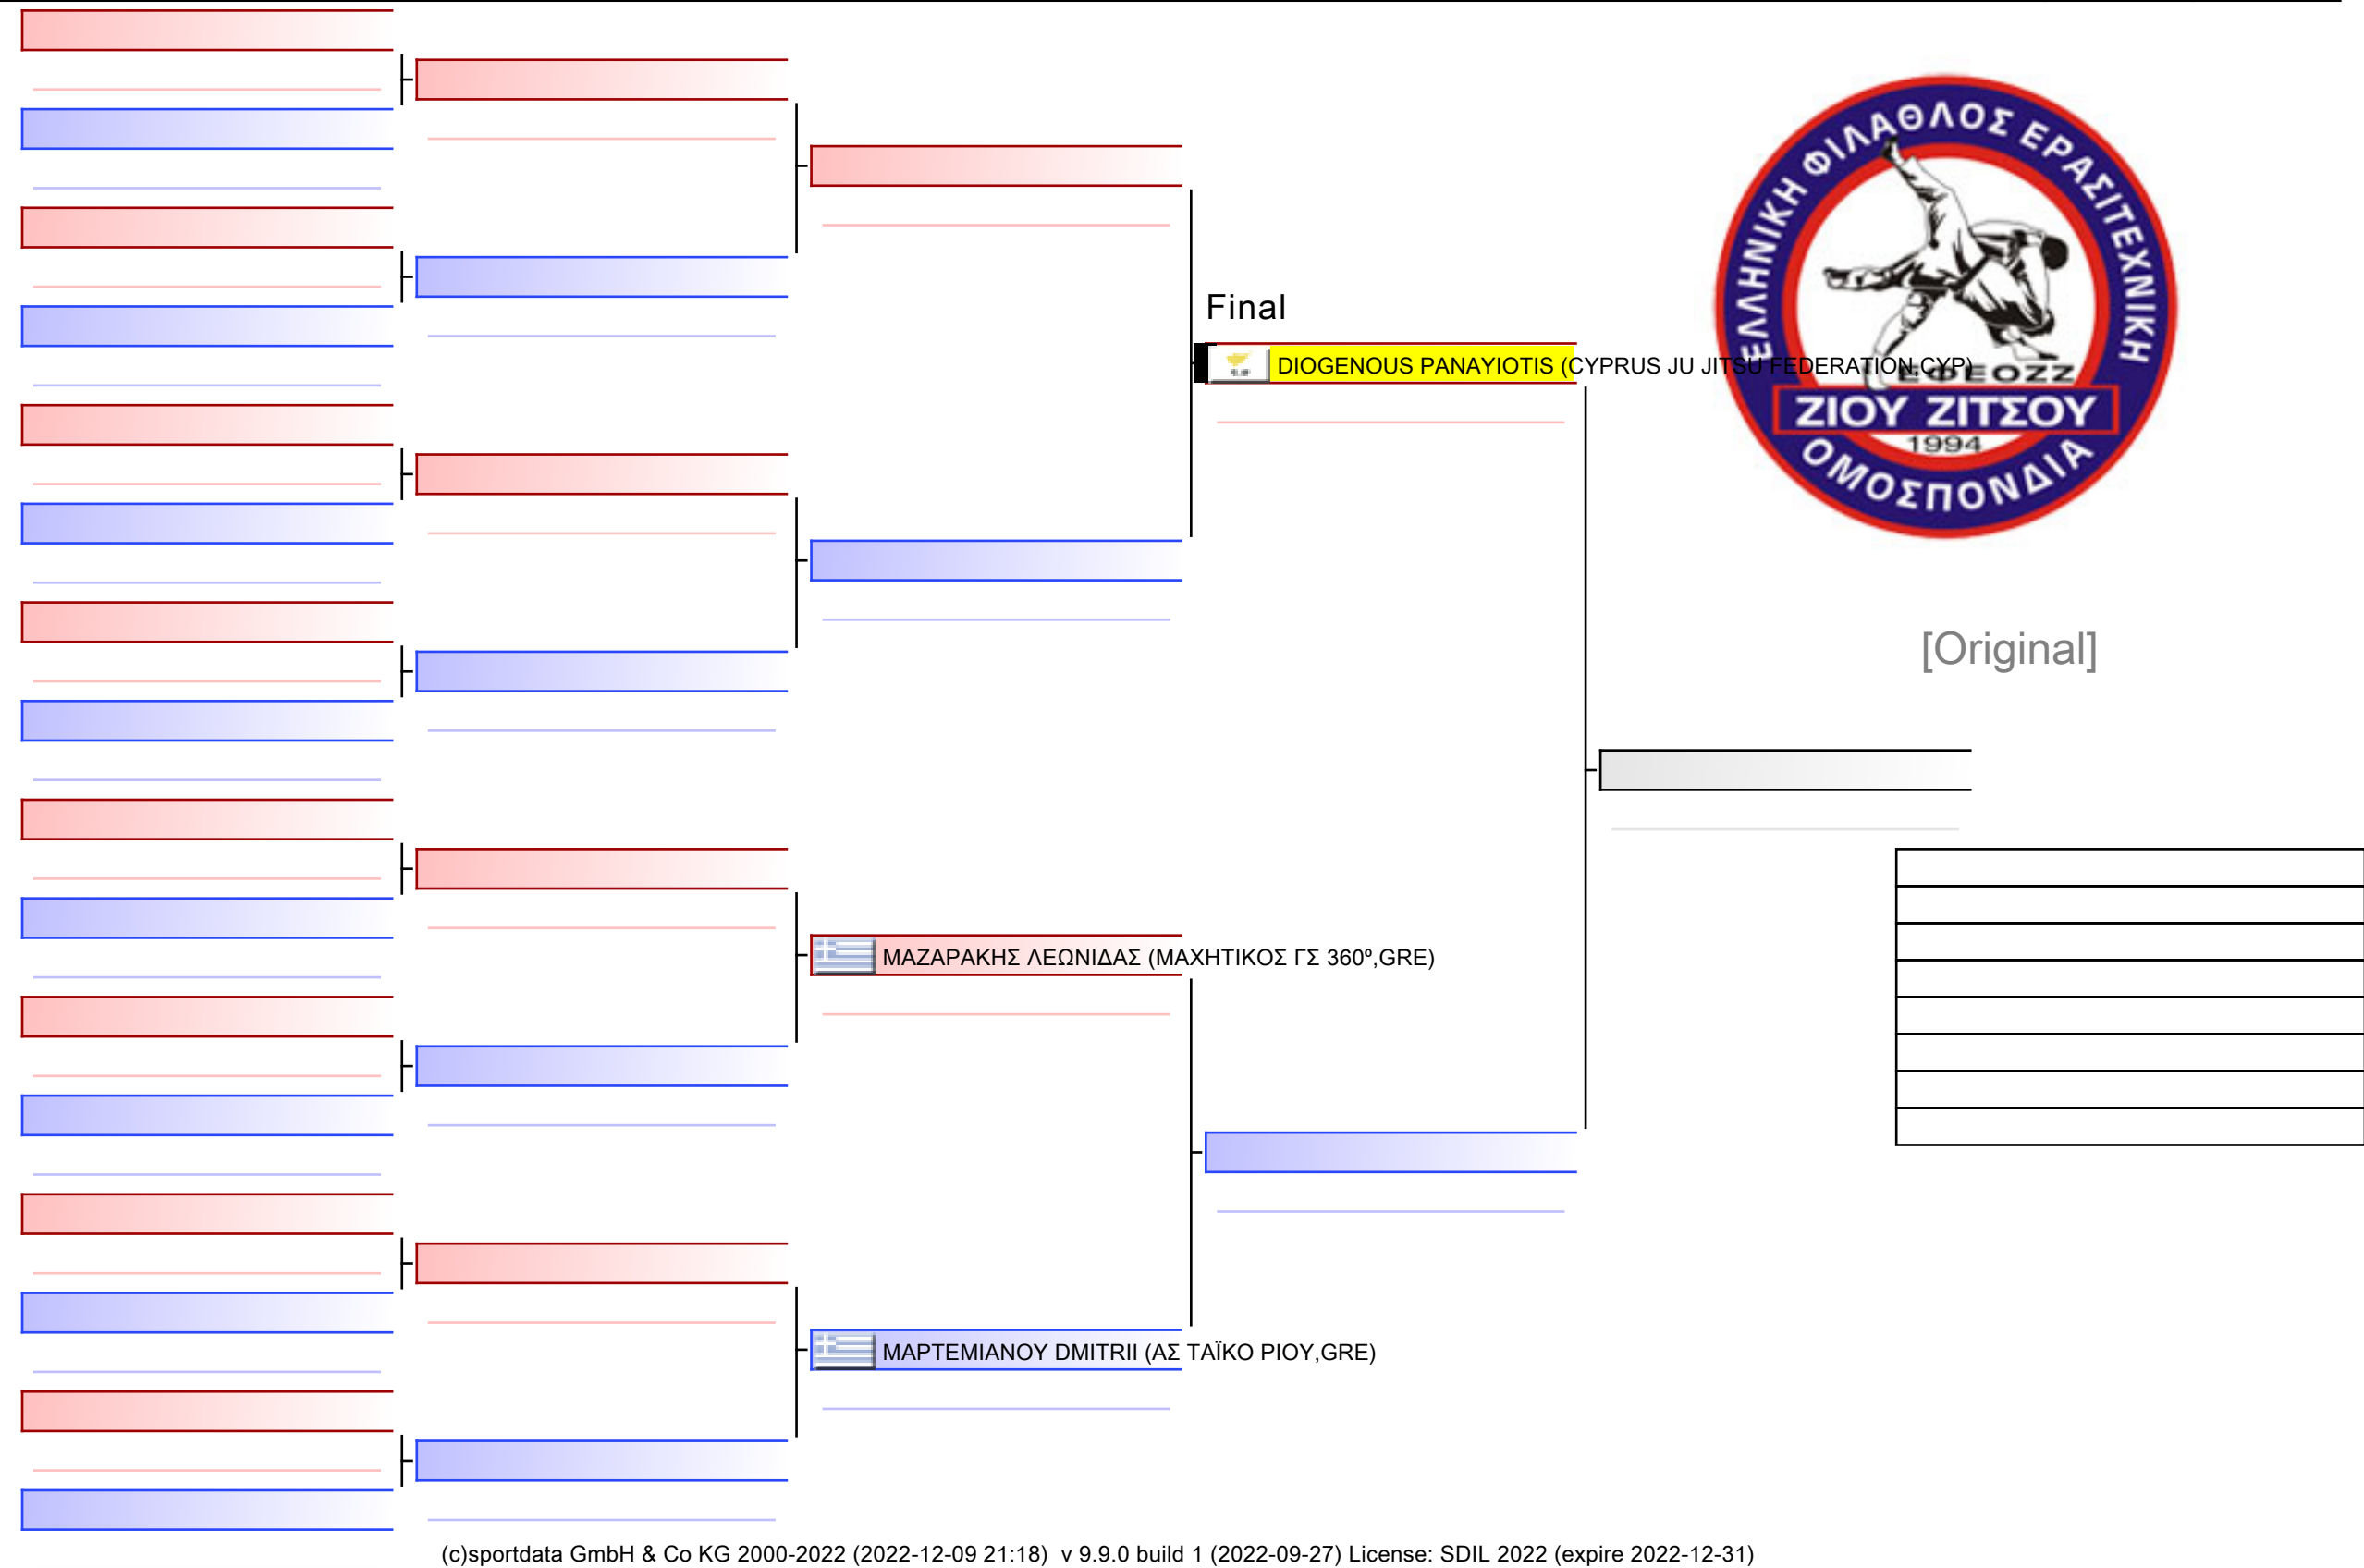 ΕΛΛΗΝΙΚΗ ΦΙΛΑΘΛΟΣ ΕΡΑΣΙΤΕΧΝΙΚΗ
Final
DIOGENOUS PANAYIOTIS (CYPRUS JU JITSU FEDERATION,CYP)
ΕΦΕΟΖΖ
ΖΙΟΥ ΖΙΤΣΟΥ
1994
ΟΜΟΣΠΟΝΔΙΑ
[Original]
ΜΑΖΑΡΑΚΗΣ ΛΕΩΝΙΔΑΣ (ΜΑΧΗΤΙΚΟΣ ΓΣ 360º,GRE)
ΜΑΡΤΕΜΙΑΝΟΥ DMITRII (ΑΣ ΤΑΪΚΟ ΡΙΟΥ,GRE)
(c)sportdata GmbH & Co KG 2000-2022 (2022-12-09 21:18) v 9.9.0 build 1 (2022-09-27) License: SDIL 2022 (expire 2022-12-31)